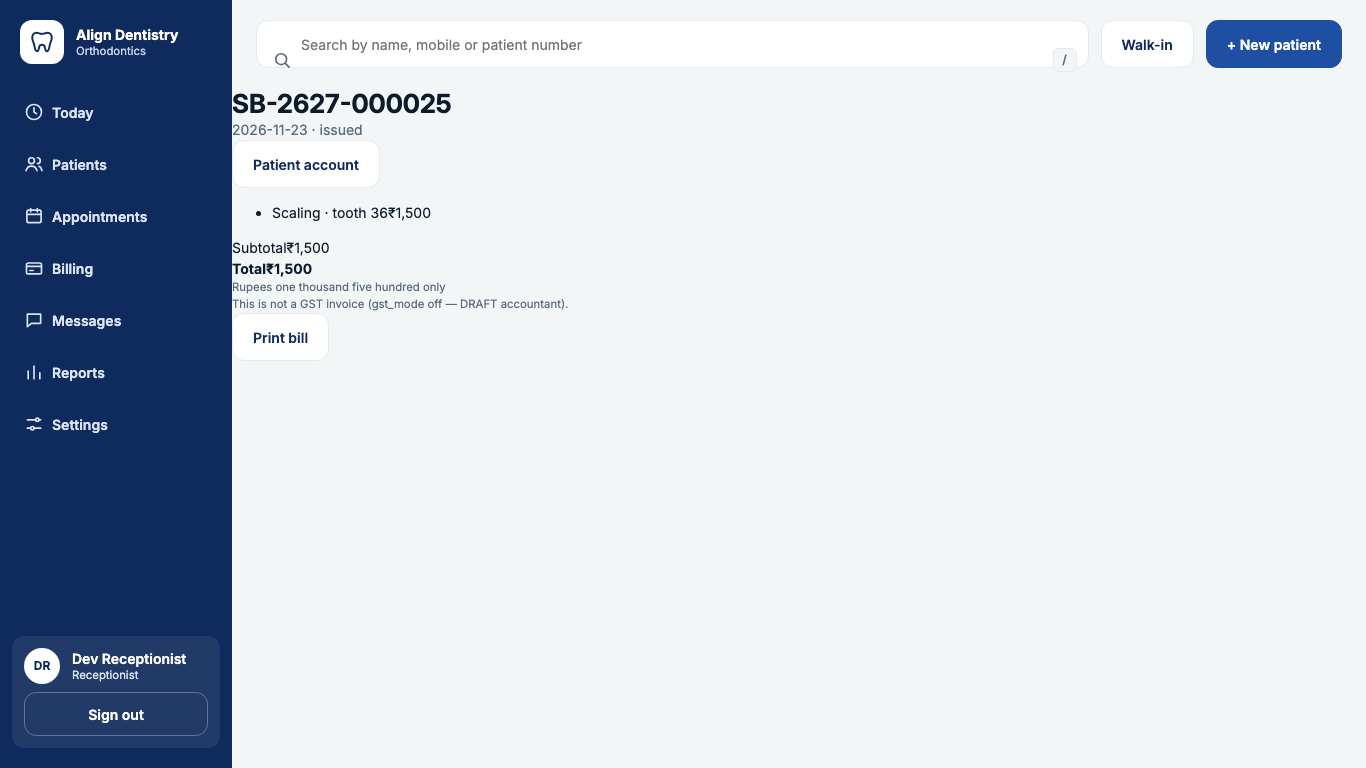 Align Dentistry
Orthodontics
Today
Patients
Appointments
Billing
Messages
Reports
Settings
DR
Dev Receptionist
Receptionist
Sign out
Search by name, mobile or patient number
/
Walk-in
+ New patient
SB-2627-000025
2026-11-23 · issued
Patient account
• Scaling · tooth 36₹1,500
Subtotal₹1,500
Total₹1,500
Rupees one thousand five hundred only
This is not a GST invoice (gst_mode off — DRAFT accountant).
Print bill